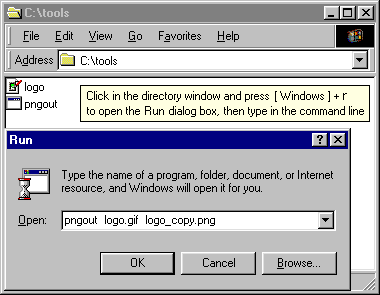 C:\tools
File Edit View Go Favorites Help
Address C:\tools
logo
pngout
Click in the directory window and press [ Windows ] + r
to open the Run dialog box, then type in the command line
Run
Type the name of a program, folder, document, or Internet
resource, and Windows will open it for you.
Open: pngout logo.gif logo_copy.png
OK Cancel Browse...